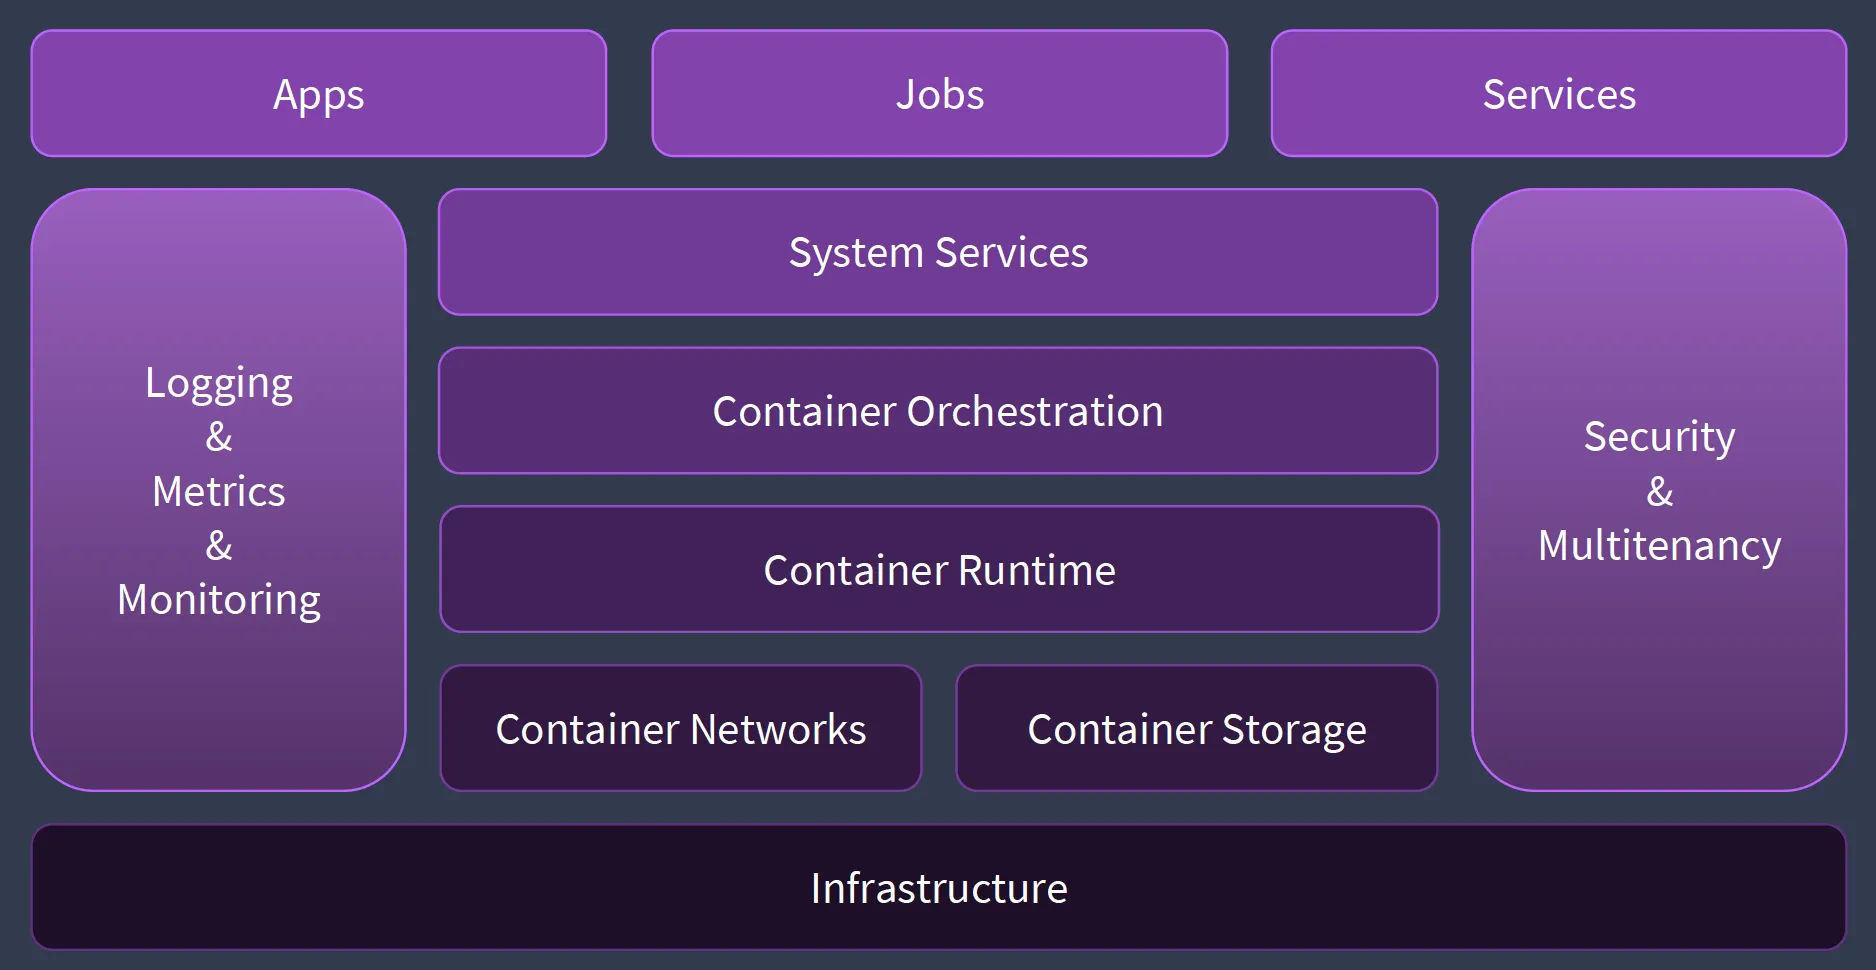 Apps
Jobs
Services
Logging
&
Metrics
&
Monitoring
System Services
Container Orchestration
Container Runtime
Container Networks
Container Storage
Security
&
Multitenancy
Infrastructure